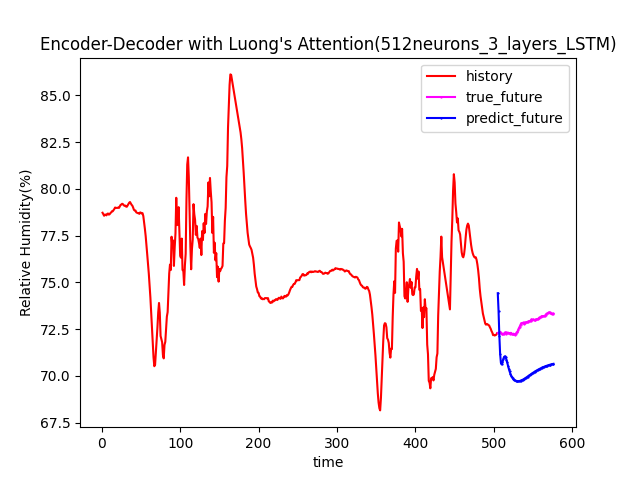 Encoder-Decoder with Luong's Attention(512neurons_3_layers_LSTM)
history
true_future
predict_future
85.0
82.5
80.0
77.5
75.0
72.5
70.0
67.5
Relative Humidity(%)
0 100 200 300 400 500 600
time